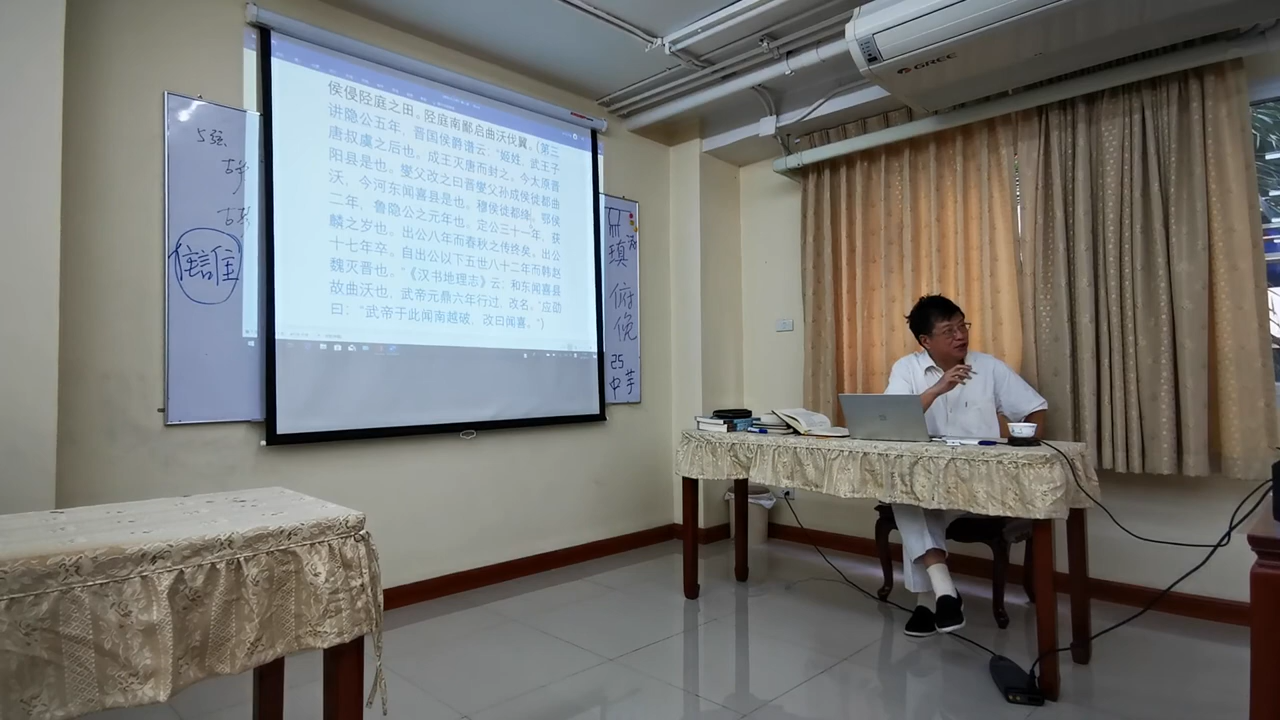 5强
侯侵陉庭之田。陉庭南鄙启曲沃伐翼。(第三
讲隐公五年，晋国侯爵谱云："姬姓，武王子
唐叔虞之后也。成王灭唐而封之。今太原晋
阳县是也。燮父改之曰晋燮父孙成侯徙都曲
沃，今河东闻喜县是也。穆侯徙都绛。鄂侯
二年，鲁隐公之元年也。定公三十一年，获
麟之岁也。出公八年而春秋之传终矣。出公
十七年卒。自出公以下五世八十二年而韩赵
魏灭晋也。"《汉书地理志》云：和东闻喜县
故曲沃也，武帝元鼎六年行过，改名。"应劭
曰："武帝于此闻南越破，改曰闻喜。")
瑱
俯
俛
25
中芋
GREE